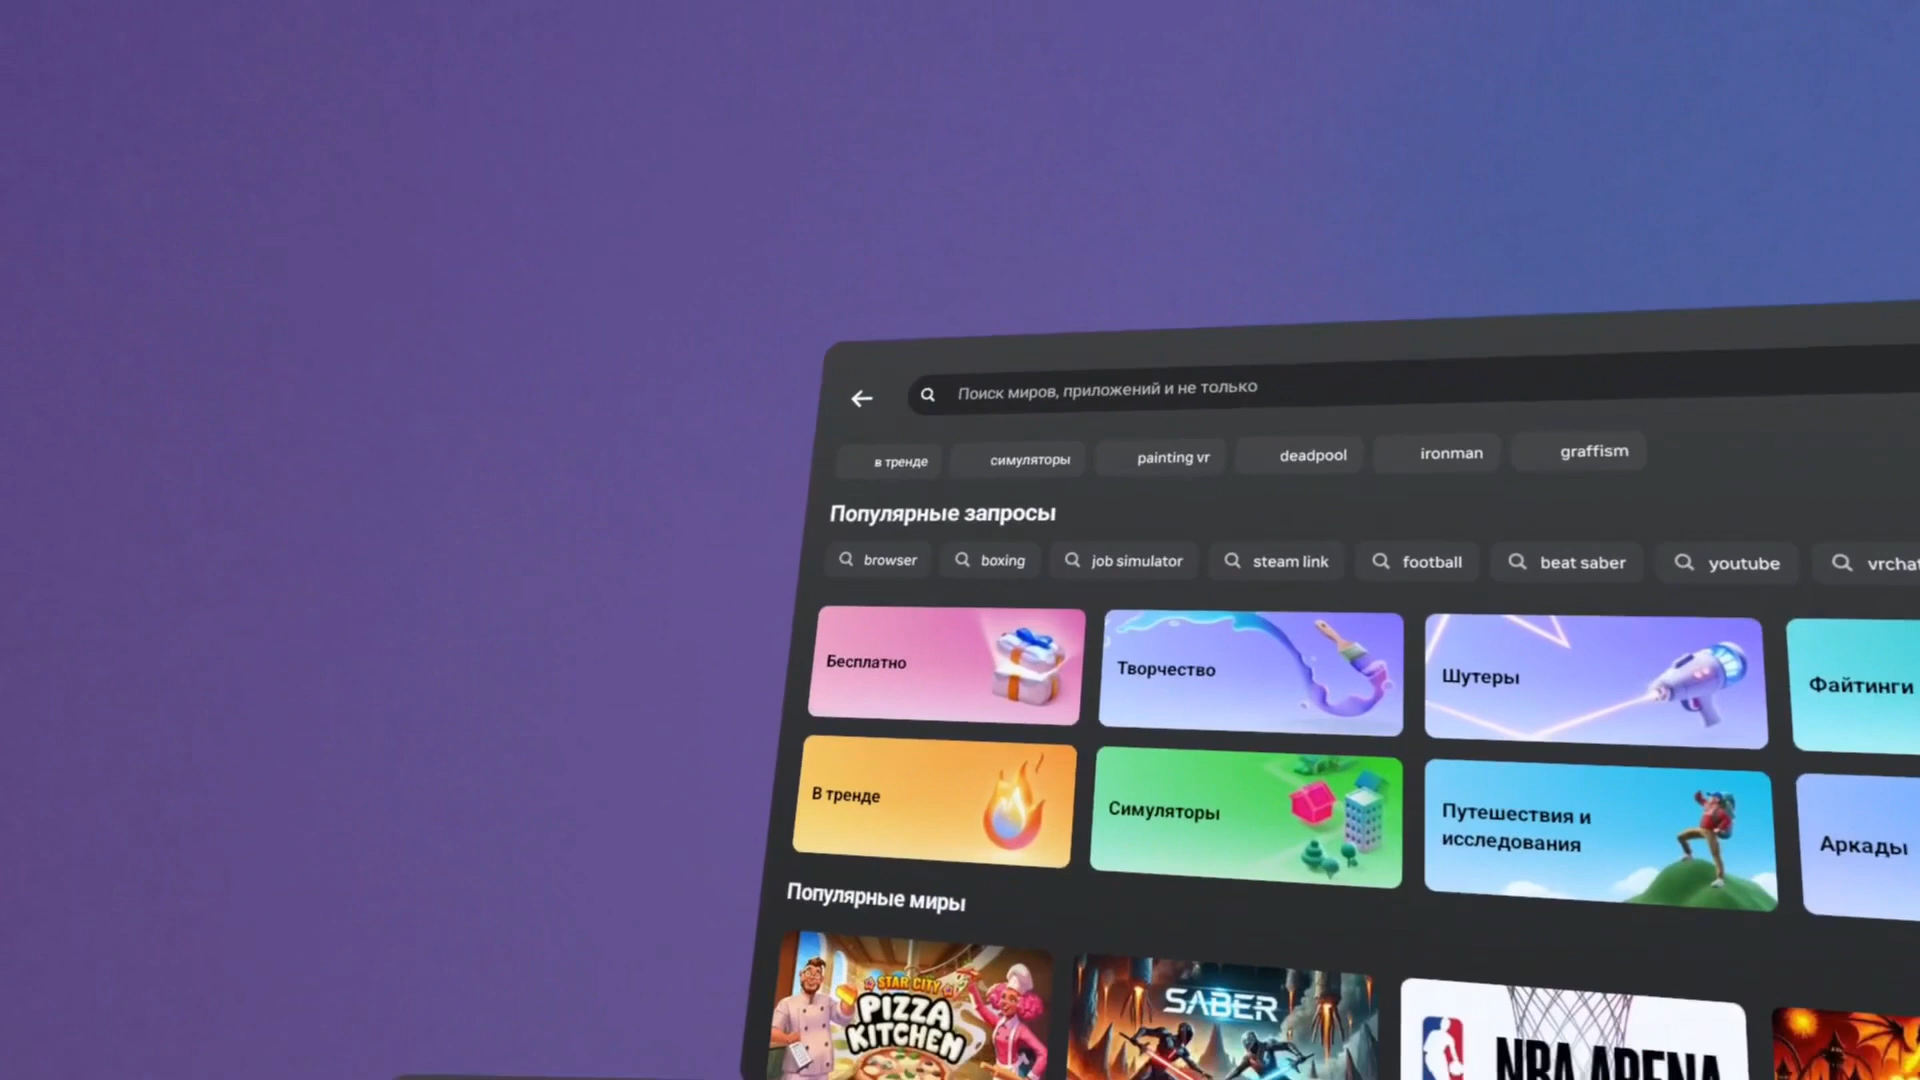 Поиск миров, приложений и не только
в тренде симуляторы painting vr deadpool ironman graffism
Популярные запросы
browser boxing job simulator steam link football beat saber youtube
Бесплатно Творчество Шутеры Файтинги
В тренде Симуляторы Путешествия и исследования Аркады
Популярные миры
STAR CITY
PIZZA
KITCHEN
SABER
NBA ARENA